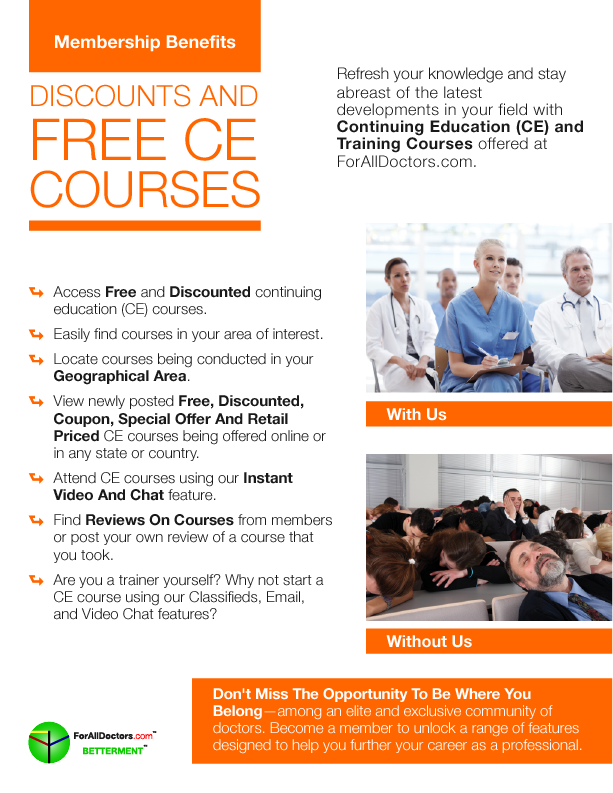 Membership Benefits
DISCOUNTS AND
FREE CE
COURSES
Refresh your knowledge and stay
abreast of the latest
developments in your field with
Continuing Education (CE) and
Training Courses offered at
ForAllDoctors.com.
Access Free and Discounted continuing
education (CE) courses.
Easily find courses in your area of interest.
Locate courses being conducted in your
Geographical Area.
View newly posted Free, Discounted,
Coupon, Special Offer And Retail
Priced CE courses being offered online or
in any state or country.
Attend CE courses using our Instant
Video And Chat feature.
Find Reviews On Courses from members
or post your own review of a course that
you took.
Are you a trainer yourself? Why not start a
CE course using our Classifieds, Email,
and Video Chat features?
With Us
Without Us
Don't Miss The Opportunity To Be Where You
Belong—among an elite and exclusive community of
doctors. Become a member to unlock a range of features
designed to help you further your career as a professional.
ForAllDoctors.com™
BETTERMENT™